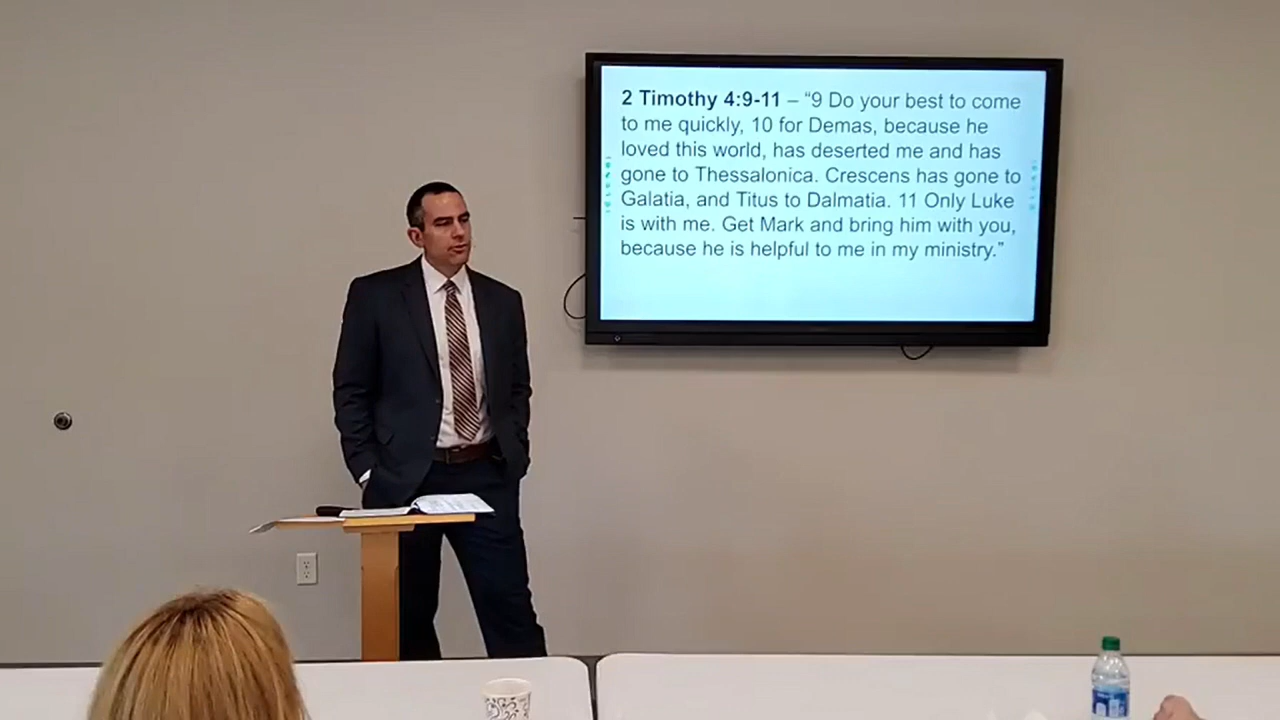 2 Timothy 4:9-11 – “9 Do your best to come
to me quickly, 10 for Demas, because he
loved this world, has deserted me and has
gone to Thessalonica. Crescens has gone to
Galatia, and Titus to Dalmatia. 11 Only Luke
is with me. Get Mark and bring him with you,
because he is helpful to me in my ministry.”